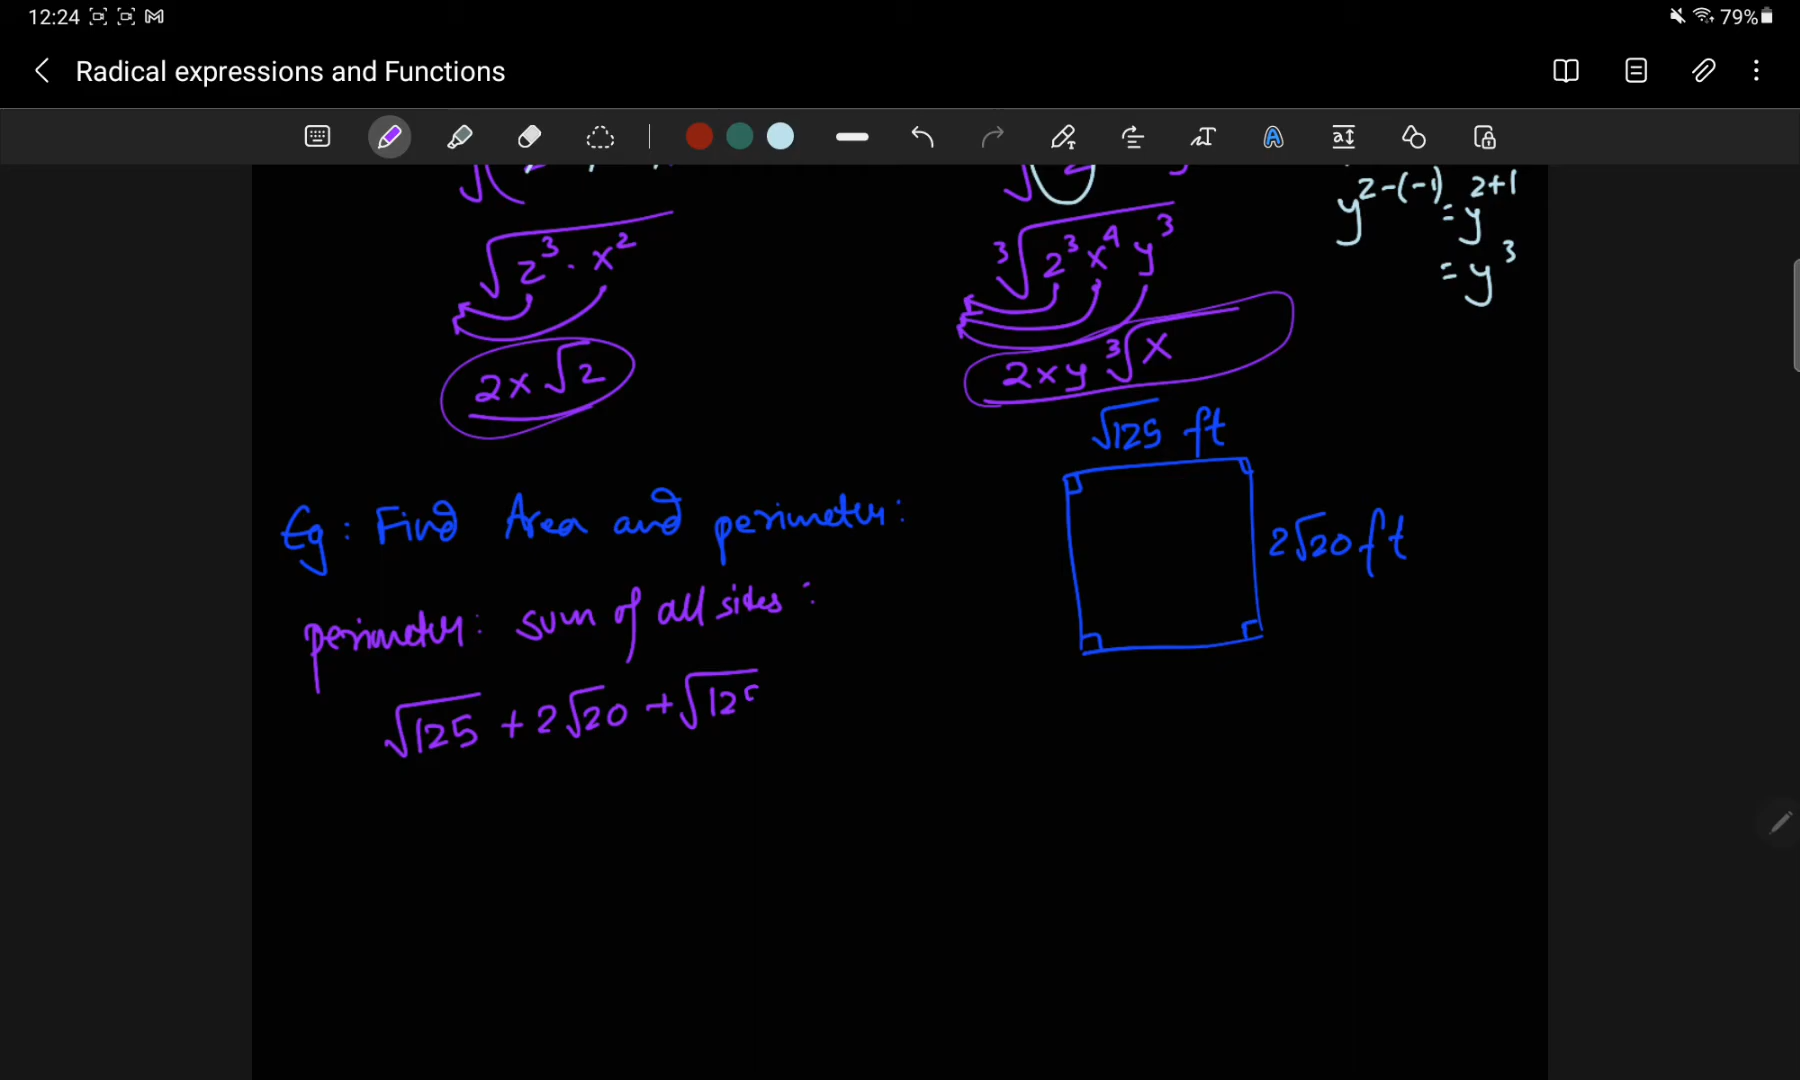 12:24
79%
Radical expressions and Functions
y^{2-(-1)} = y^{2+1}
= y^3
√(2^3 · x^2)
∛(2^3 x^4 y^3)
2x √2
2xy ∛x
√125 ft
Eg: Find Area and perimeter:
2√20 ft
perimeter: sum of all sides:
√125 + 2√20 + √125